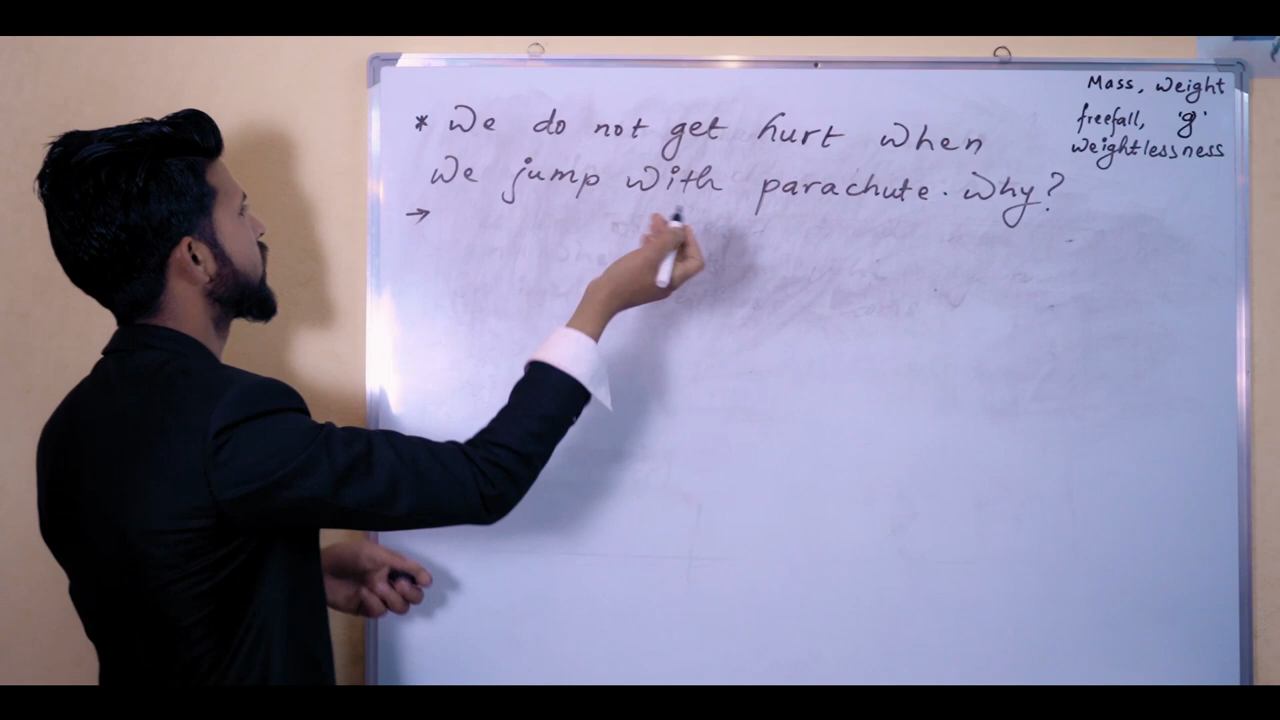 * We do not get hurt when
we jump with parachute. Why?
→
Mass, weight
freefall, 'g'
weightlessness